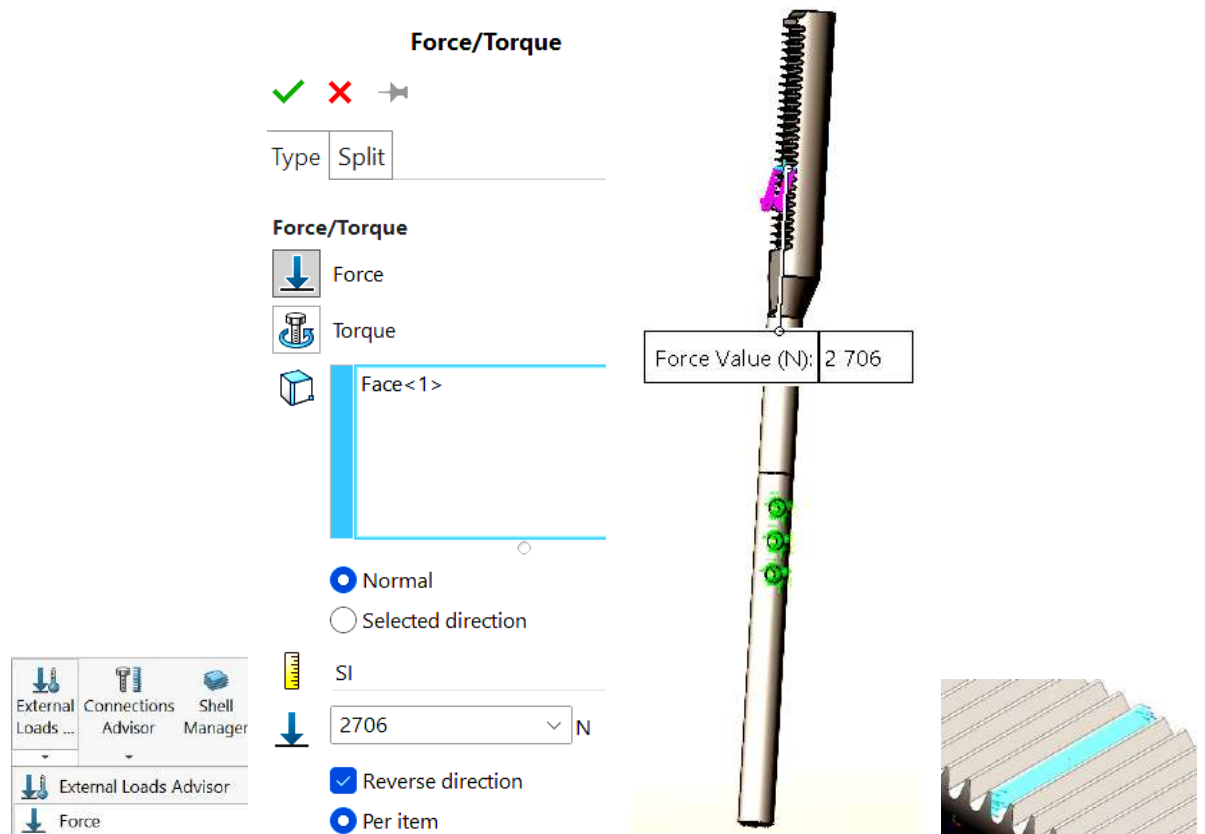 Force/Torque
Type Split
Force/Torque
Force
Torque
Face<1>
Normal
Selected direction
SI
2706 N
Reverse direction
Per item
Force Value (N): 2 706
External Loads ...
Connections Advisor
Shell Manager
External Loads Advisor
Force